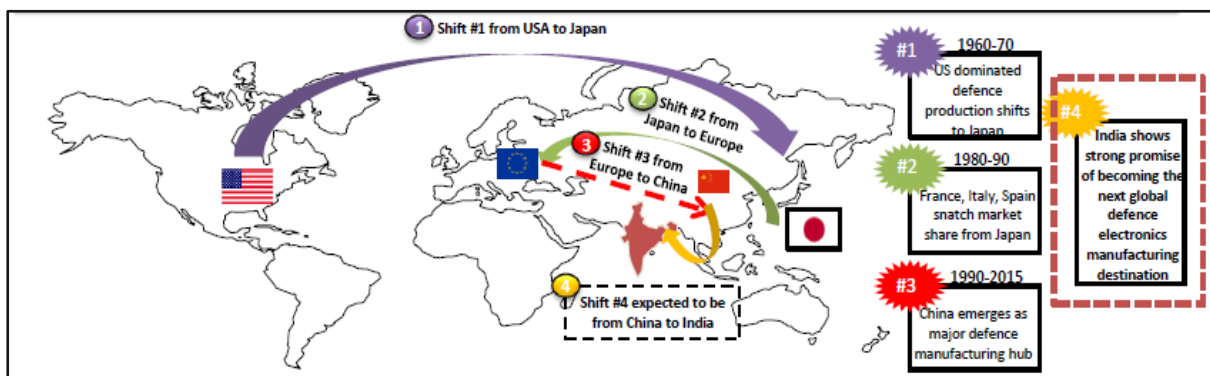 1 Shift #1 from USA to Japan
2 Shift #2 from
Japan to Europe
3 Shift #3 from
Europe to China
4
Shift #4 expected to be
from China to India
#1
1960-70
US dominated
defence
production shifts
to Japan
#2
1980-90
France, Italy, Spain
snatch market
share from Japan
#3
1990-2015
China emerges as
major defence
manufacturing hub
#4
India shows
strong promise
of becoming the
next global
defence
electronics
manufacturing
destination